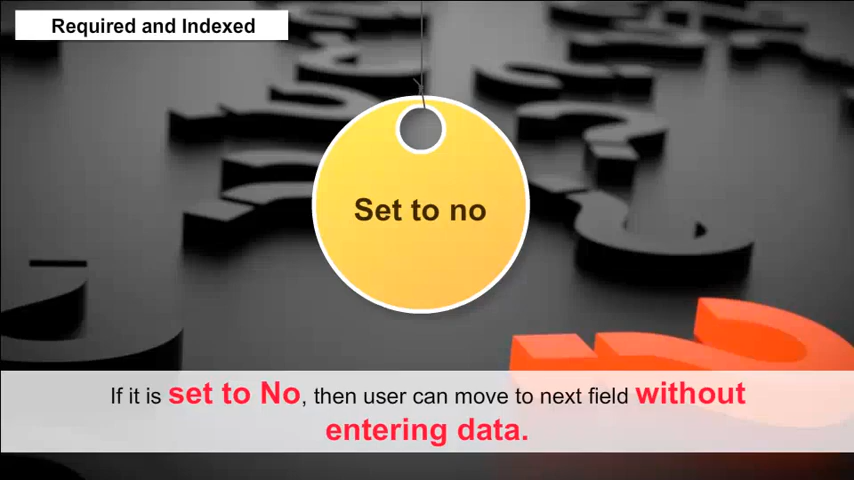 Required and Indexed
Set to no
If it is set to No, then user can move to next field without
entering data.